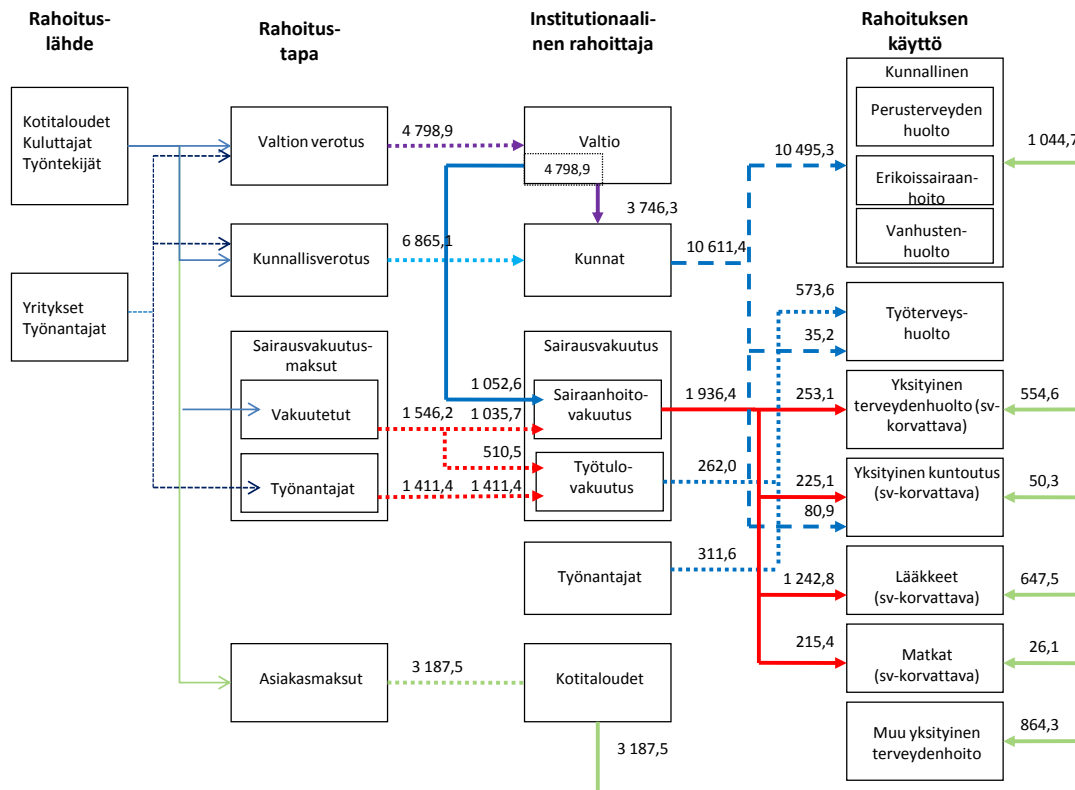 Rahoitus-
lähde
Rahoitus-
tapa
Institutionaali-
nen rahoittaja
Rahoituksen
käyttö
Kotitaloudet
Kuluttajat
Työntekijät
Yritykset
Työnantajat
Valtion verotus
4 798,9
Kunnallisverotus
6 865,1
Sairausvakuutus-
maksut
Vakuutetut
Työnantajat
1 546,2
1 035,7
510,5
1 411,4
1 411,4
1 052,6
Asiakasmaksut
3 187,5
Valtio
4 798,9
3 746,3
Kunnat
10 611,4
Sairausvakuutus
Sairaanhoito-
vakuutus
1 936,4
Työtulo-
vakuutus
262,0
Työnantajat
311,6
Kotitaloudet
3 187,5
Kunnallinen
Perusterveyden
huolto
Erikoissairaan-
hoito
Vanhusten-
huolto
10 495,3
1 044,7
573,6
Työterveys-
huolto
35,2
253,1
Yksityinen
terveydenhuolto (sv-
korvattava)
554,6
225,1
Yksityinen kuntoutus
(sv-korvattava)
80,9
50,3
1 242,8
Lääkkeet
(sv-korvattava)
647,5
215,4
Matkat
(sv-korvattava)
26,1
Muu yksityinen
terveydenhoito
864,3